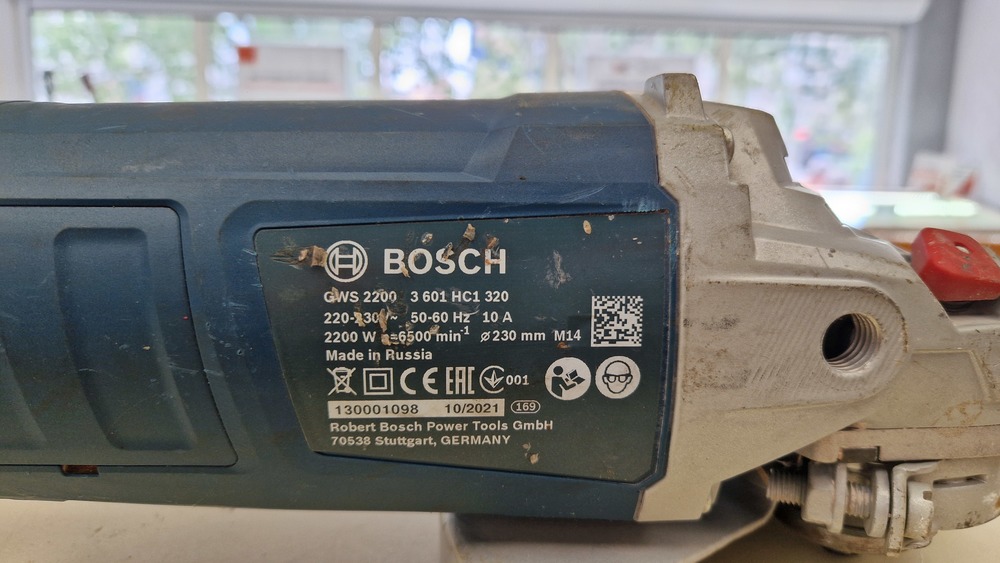 BOSCH
GWS 2200 3 601 HC1 320
220-230V~ 50-60 Hz 10 A
2200 W n=6500 min-1 ⌀230 mm M14
Made in Russia
CE EAC 001
130001098 10/2021 169
Robert Bosch Power Tools GmbH
70538 Stuttgart, GERMANY